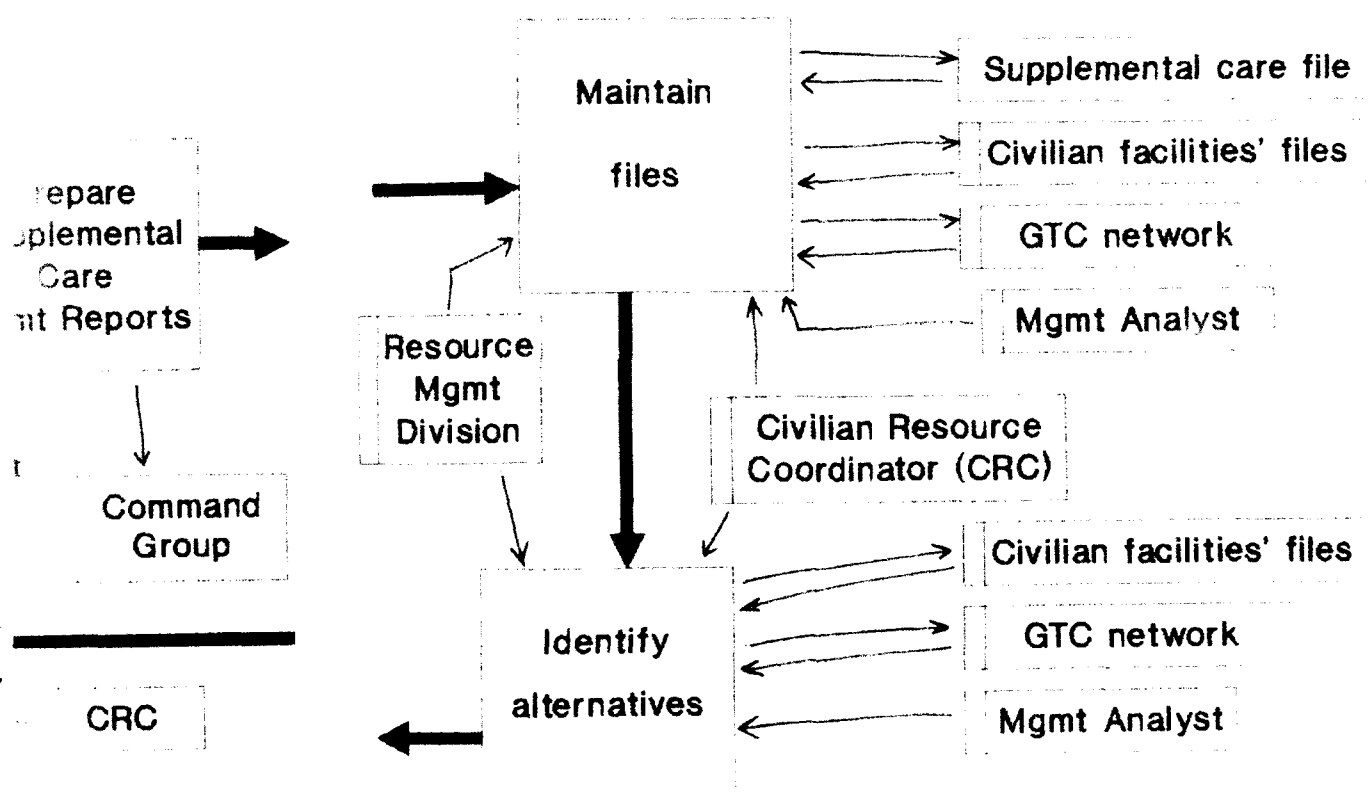 Maintain
files
Supplemental care file
Civilian facilities' files
GTC network
Mgmt Analyst
Care
Reports
Resource
Mgmt
Division
Civilian Resource
Coordinator (CRC)
Command
Group
Identify
alternatives
Civilian facilities' files
GTC network
Mgmt Analyst
CRC